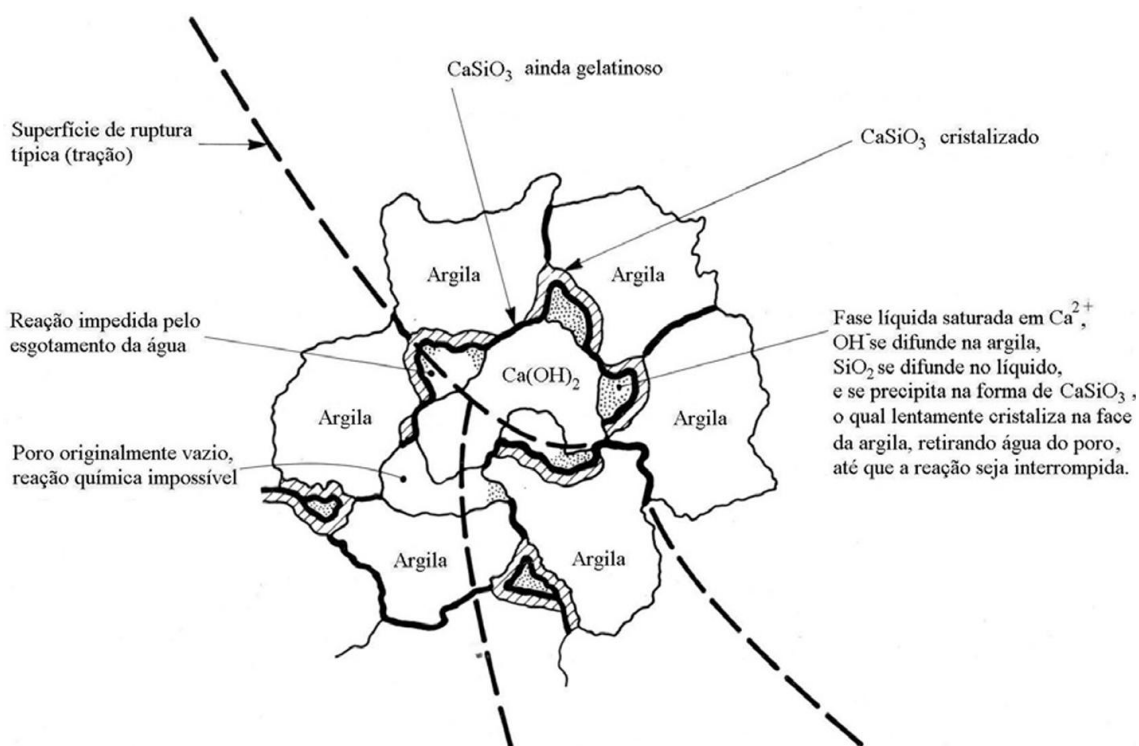 CaSiO₃ ainda gelatinoso
Superfície de ruptura
típica (tração)
CaSiO₃ cristalizado
Argila
Argila
Reação impedida pelo
esgotamento da água
Fase líquida saturada em Ca²⁺,
OH⁻se difunde na argila,
SiO₂ se difunde no líquido,
e se precipita na forma de CaSiO₃ ,
o qual lentamente cristaliza na face
da argila, retirando água do poro,
até que a reação seja interrompida.
Ca(OH)₂
Argila
Argila
Poro originalmente vazio,
reação química impossível
Argila
Argila